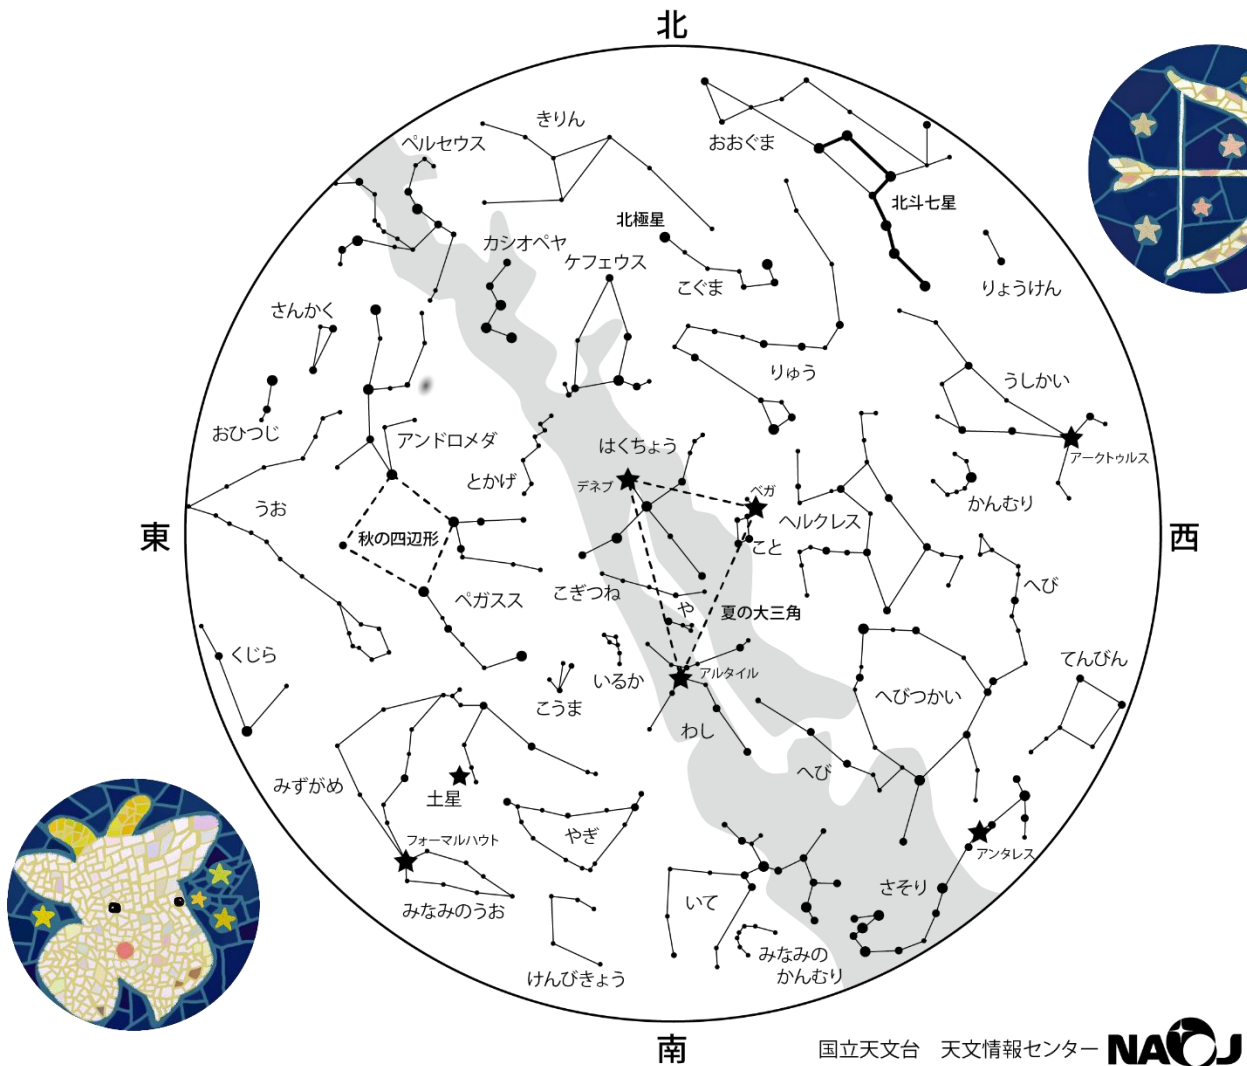 北
きりん
ペルセウス
おおぐま
北斗七星
北極星
カシオペヤ
ケフェウス
こぐま
りょうけん
さんかく
りゅう
うしかい
おひつじ
アンドロメダ
はくちょう
アークトゥルス
とかげ
デネブ
ベガ
うお
かんむり
ヘルクレス
東
秋の四辺形
こと
西
こぎつね
へび
ペガスス
や
夏の大三角
くじら
てんびん
いるか
アルタイル
こうま
へびつかい
わし
みずがめ
へび
土星
やぎ
フォーマルハウト
アンタレス
さそり
みなみのうお
いて
みなみの
かんむり
けんびきょう
南
国立天文台 天文情報センター NAOJ